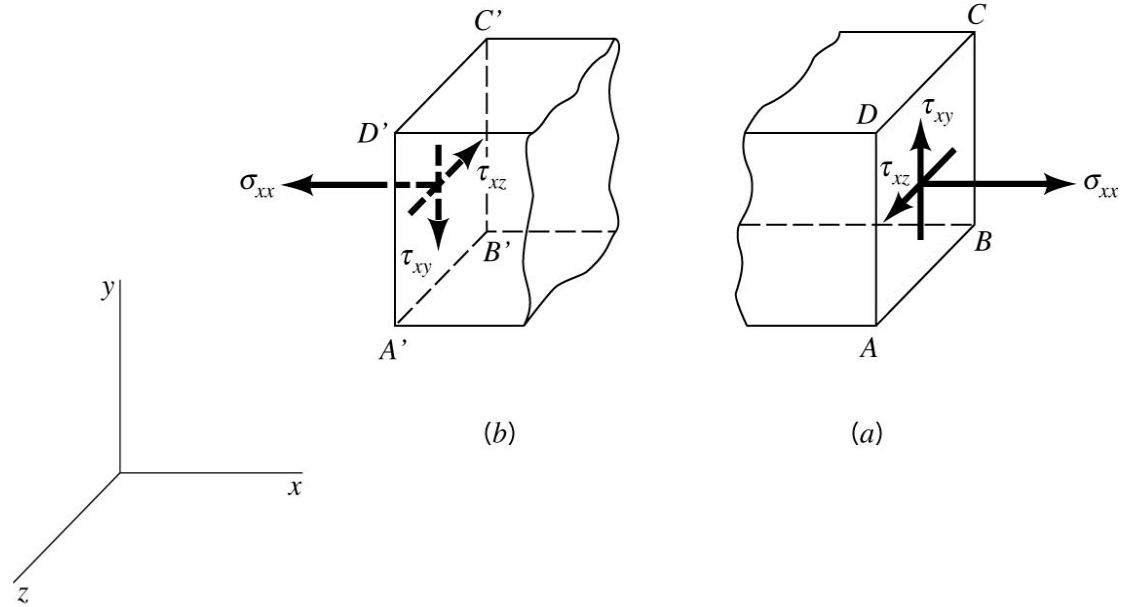 C’
C
D’
D
τxy
σxx
τxz
τxz
σxx
B’
B
τxy
y
A’
A
(b)
(a)
x
z